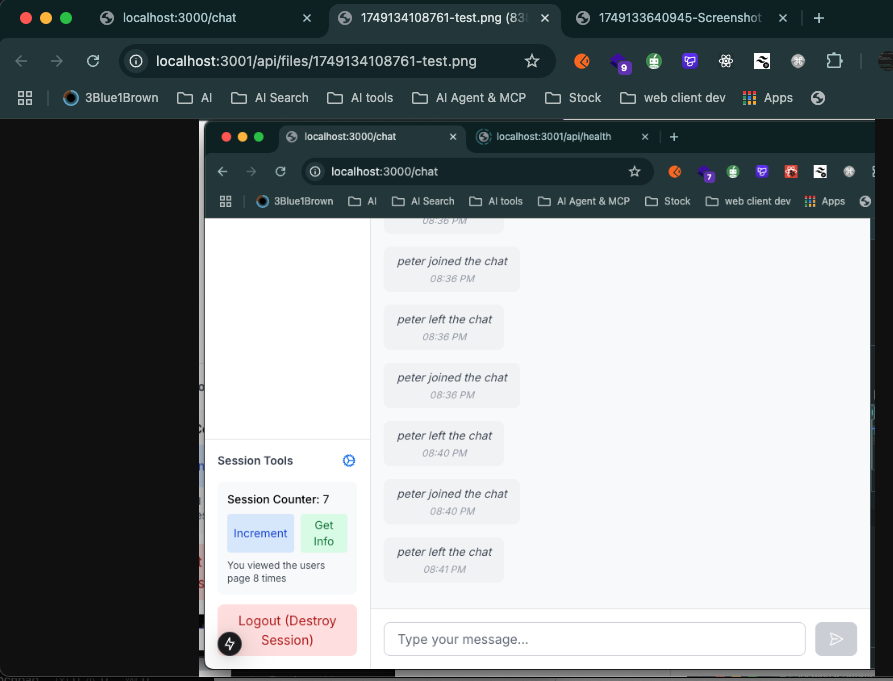 localhost:3000/chat
1749134108761-test.png (83
1749133640945-Screenshot
localhost:3001/api/files/1749134108761-test.png
9
3Blue1Brown
AI
AI Search
AI tools
AI Agent & MCP
Stock
web client dev
Apps
localhost:3000/chat
localhost:3001/api/health
localhost:3000/chat
7
3Blue1Brown
AI
AI Search
AI tools
AI Agent & MCP
Stock
web client dev
Apps
08:36 PM
peter joined the chat
08:36 PM
peter left the chat
08:36 PM
peter joined the chat
08:36 PM
peter left the chat
08:40 PM
peter joined the chat
08:40 PM
peter left the chat
08:41 PM
Session Tools
Session Counter: 7
Increment
Get
Info
You viewed the users
page 8 times
Logout (Destroy
Session)
Type your message...